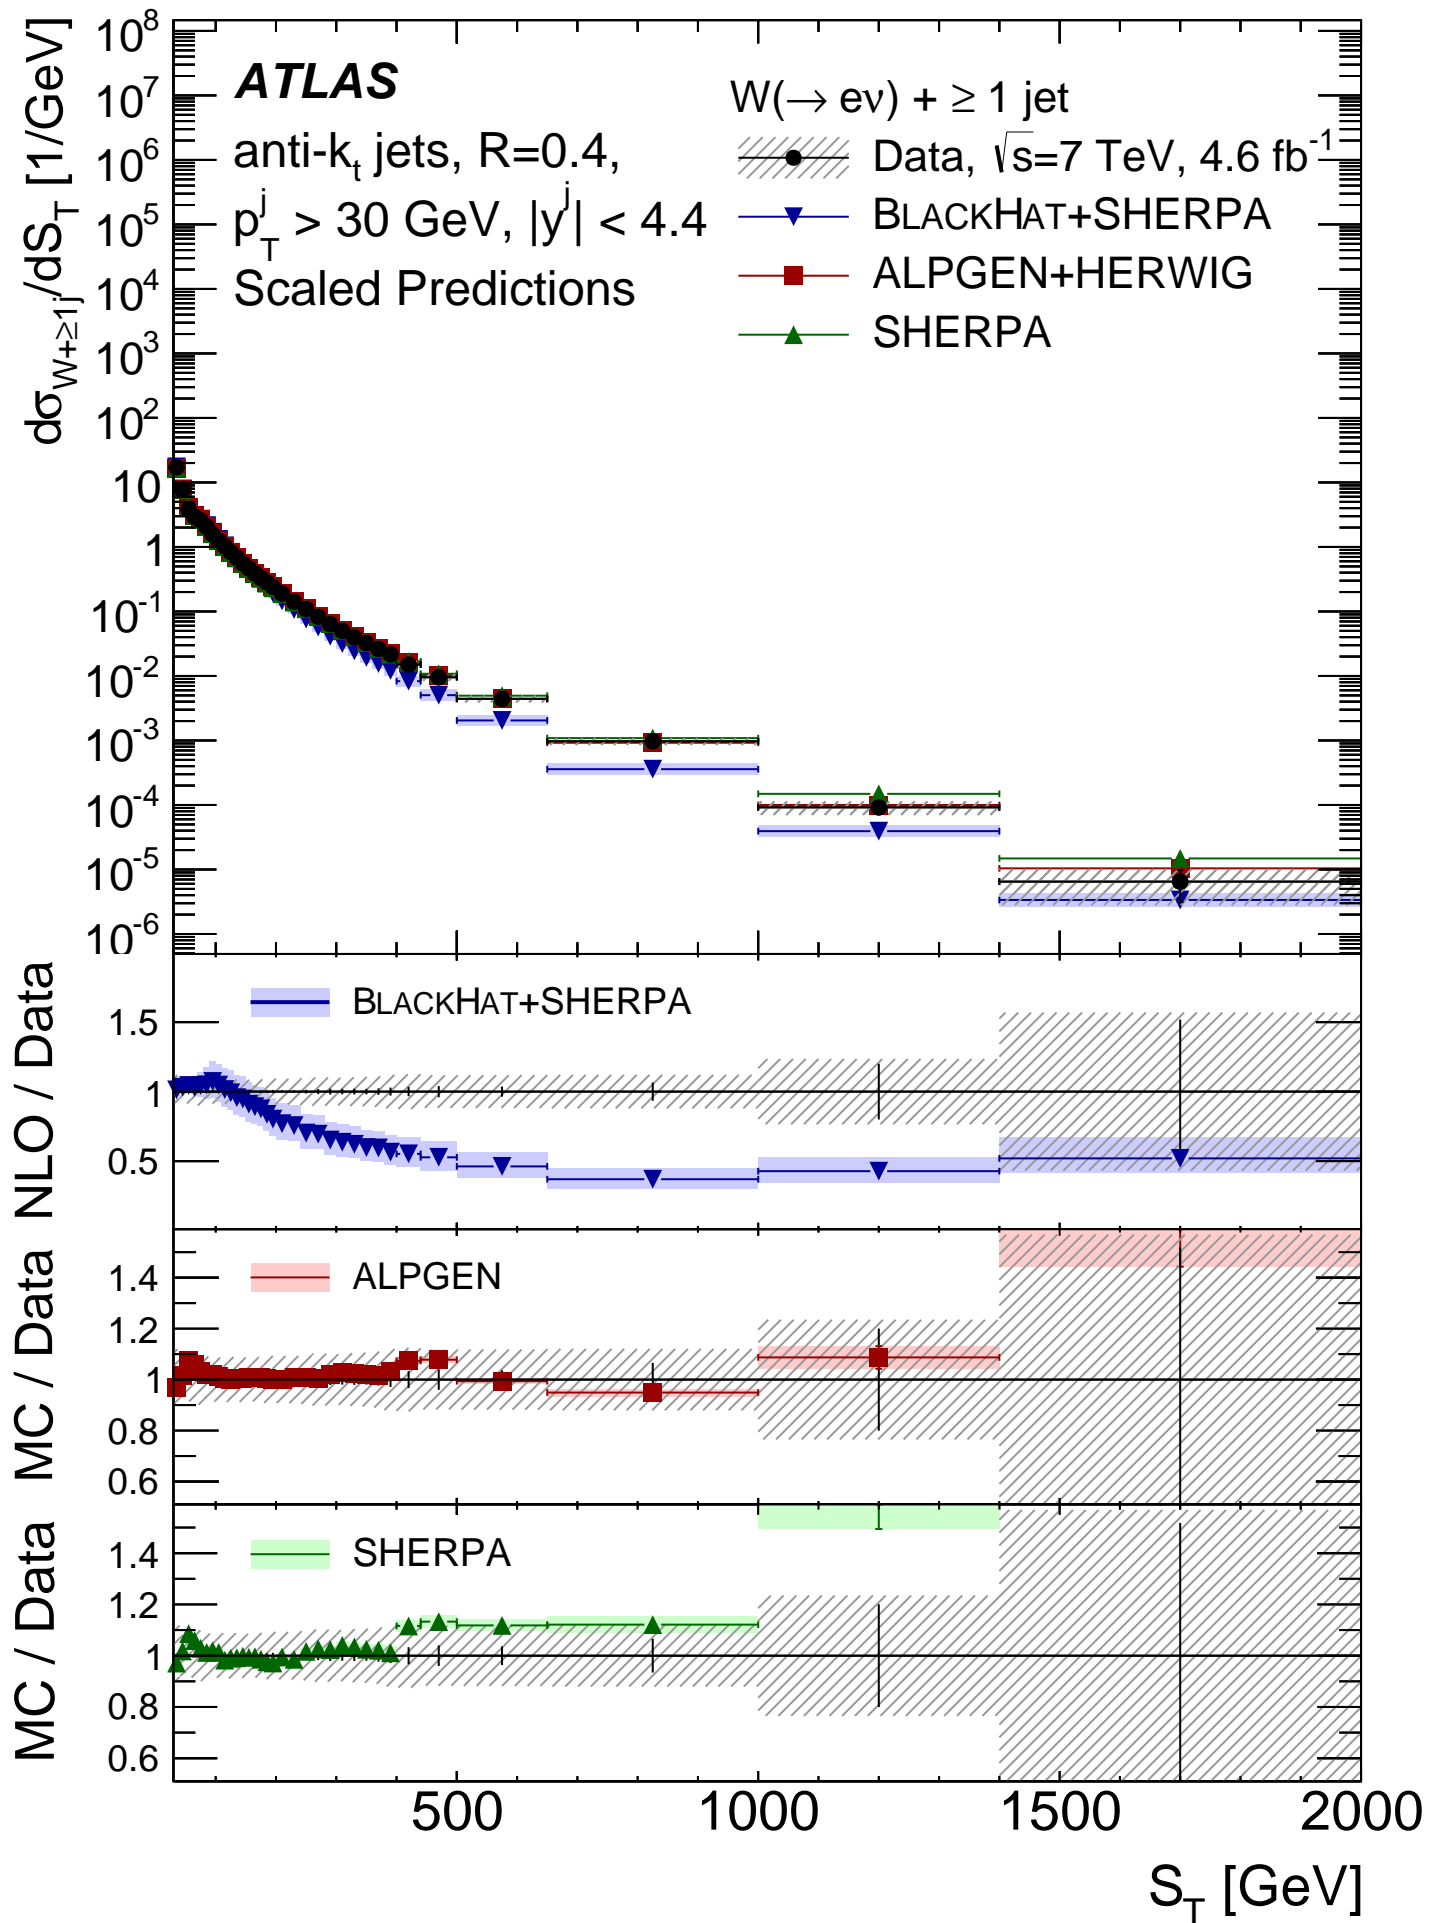 dσ_{W+≥1j}/dS_T [1/GeV]
10^8
10^7
10^6
10^5
10^4
10^3
10^2
10
1
10^-1
10^-2
10^-3
10^-4
10^-5
10^-6
ATLAS
anti-k_t jets, R=0.4,
p_T^j > 30 GeV, |y^j| < 4.4
Scaled Predictions
W(→ eν) + ≥ 1 jet
Data, √s=7 TeV, 4.6 fb^-1
BLACKHAT+SHERPA
ALPGEN+HERWIG
SHERPA
NLO / Data
1.5
1
0.5
BLACKHAT+SHERPA
MC / Data
1.4
1.2
1
0.8
0.6
ALPGEN
MC / Data
1.4
1.2
1
0.8
0.6
SHERPA
500 1000 1500 2000
S_T [GeV]